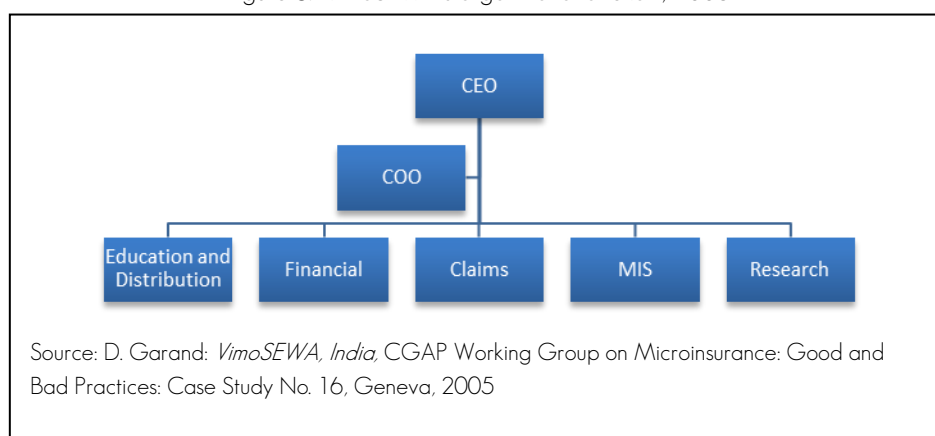 CEO
COO
Education and
Distribution
Financial
Claims
MIS
Research
Source: D. Garand: VimoSEWA, India, CGAP Working Group on Microinsurance: Good and
Bad Practices: Case Study No. 16, Geneva, 2005